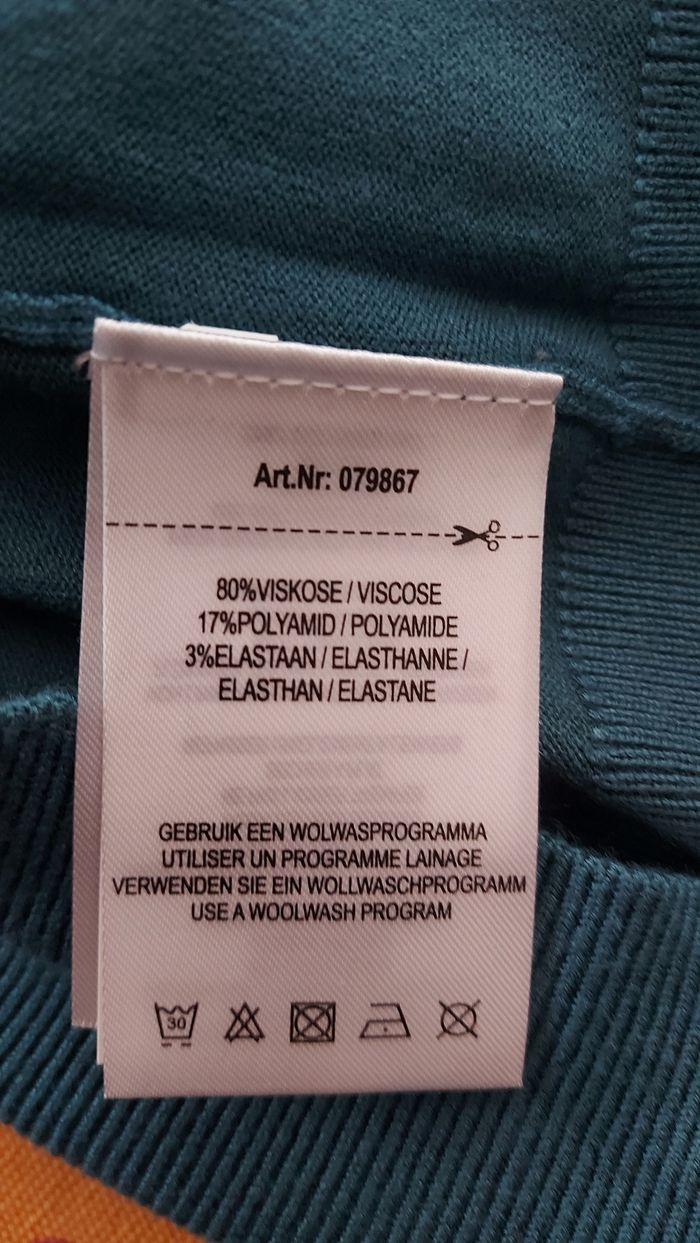 Art.Nr: 079867
80%VISKOSE / VISCOSE
17%POLYAMID / POLYAMIDE
3%ELASTAAN / ELASTHANNE /
ELASTHAN / ELASTANE
GEBRUIK EEN WOLWASPROGRAMMA
UTILISER UN PROGRAMME LAINAGE
VERWENDEN SIE EIN WOLLWASCHPROGRAMM
USE A WOOLWASH PROGRAM
30